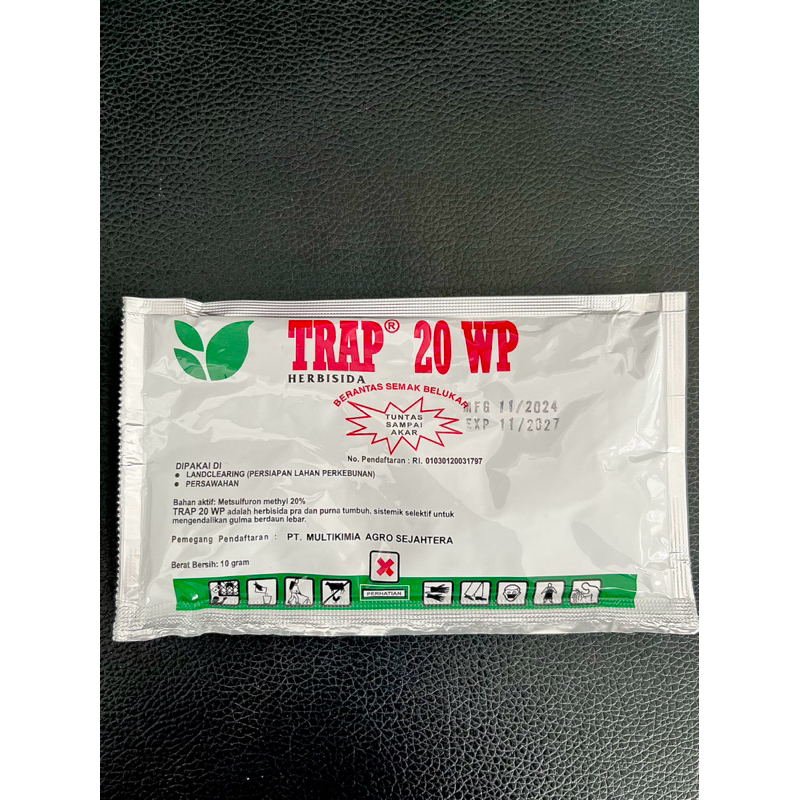 TRAP® 20 WP
HERBISIDA
BERANTAS SEMAK BELUKAR
TUNTAS
SAMPAI
AKAR
MFG 11/2024
EXP 11/2027
No. Pendaftaran : RI. 01030120031797
DIPAKAI DI
● LANDCLEARING (PERSIAPAN LAHAN PERKEBUNAN)
● PERSAWAHAN
Bahan aktif: Metsulfuron methyl 20%
TRAP 20 WP adalah herbisida pra dan purna tumbuh, sistemik selektif untuk
mengendalikan gulma berdaun lebar.
Pemegang Pendaftaran : PT. MULTIKIMIA AGRO SEJAHTERA
Berat Bersih: 10 gram
PERHATIAN